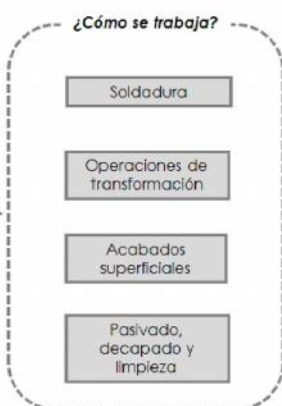 ¿Cómo se trabaja?
Soldadura
Operaciones de
transformación
Acabados
superficiales
Pasivado,
decapado y
limpieza